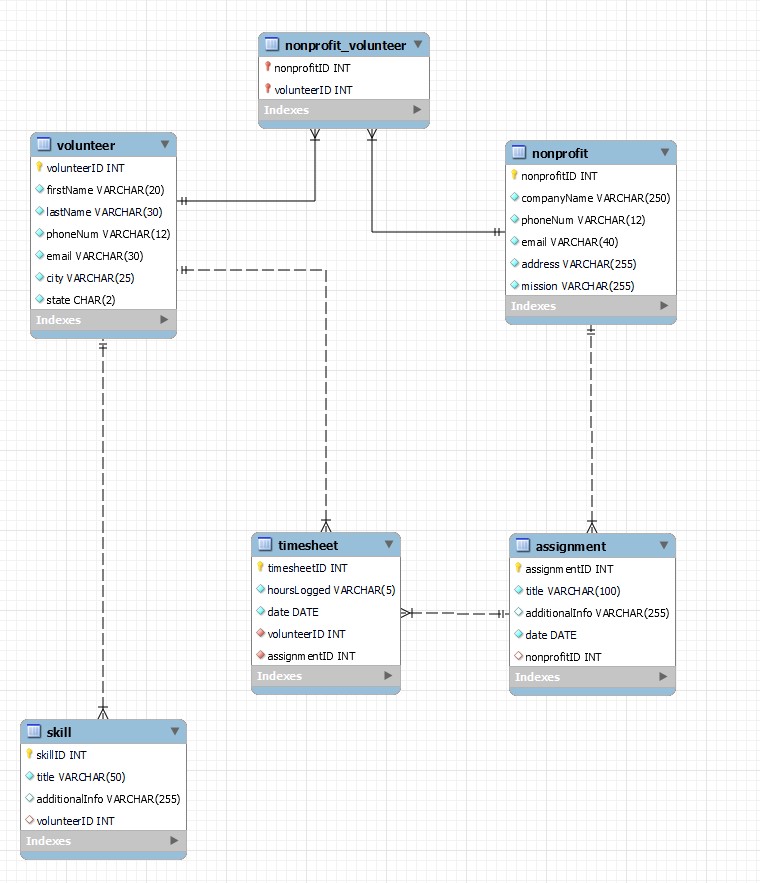 nonprofit_volunteer
nonprofitID INT
volunteerID INT
Indexes
volunteer
volunteerID INT
firstName VARCHAR(20)
lastName VARCHAR(30)
phoneNum VARCHAR(12)
email VARCHAR(30)
city VARCHAR(25)
state CHAR(2)
Indexes
nonprofit
nonprofitID INT
companyName VARCHAR(250)
phoneNum VARCHAR(12)
email VARCHAR(40)
address VARCHAR(255)
mission VARCHAR(255)
Indexes
timesheet
timesheetID INT
hoursLogged VARCHAR(5)
date DATE
volunteerID INT
assignmentID INT
Indexes
assignment
assignmentID INT
title VARCHAR(100)
additionalInfo VARCHAR(255)
date DATE
nonprofitID INT
Indexes
skill
skillID INT
title VARCHAR(50)
additionalInfo VARCHAR(255)
volunteerID INT
Indexes